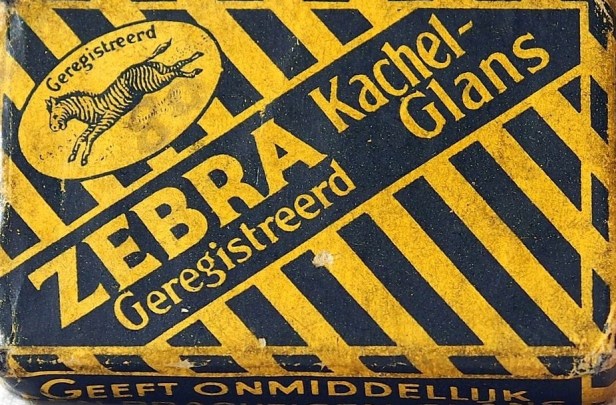 Geregistreerd
ZEBRA Kachel-
Glans
Geregistreerd
GEEFT ONMIDDELLIJK